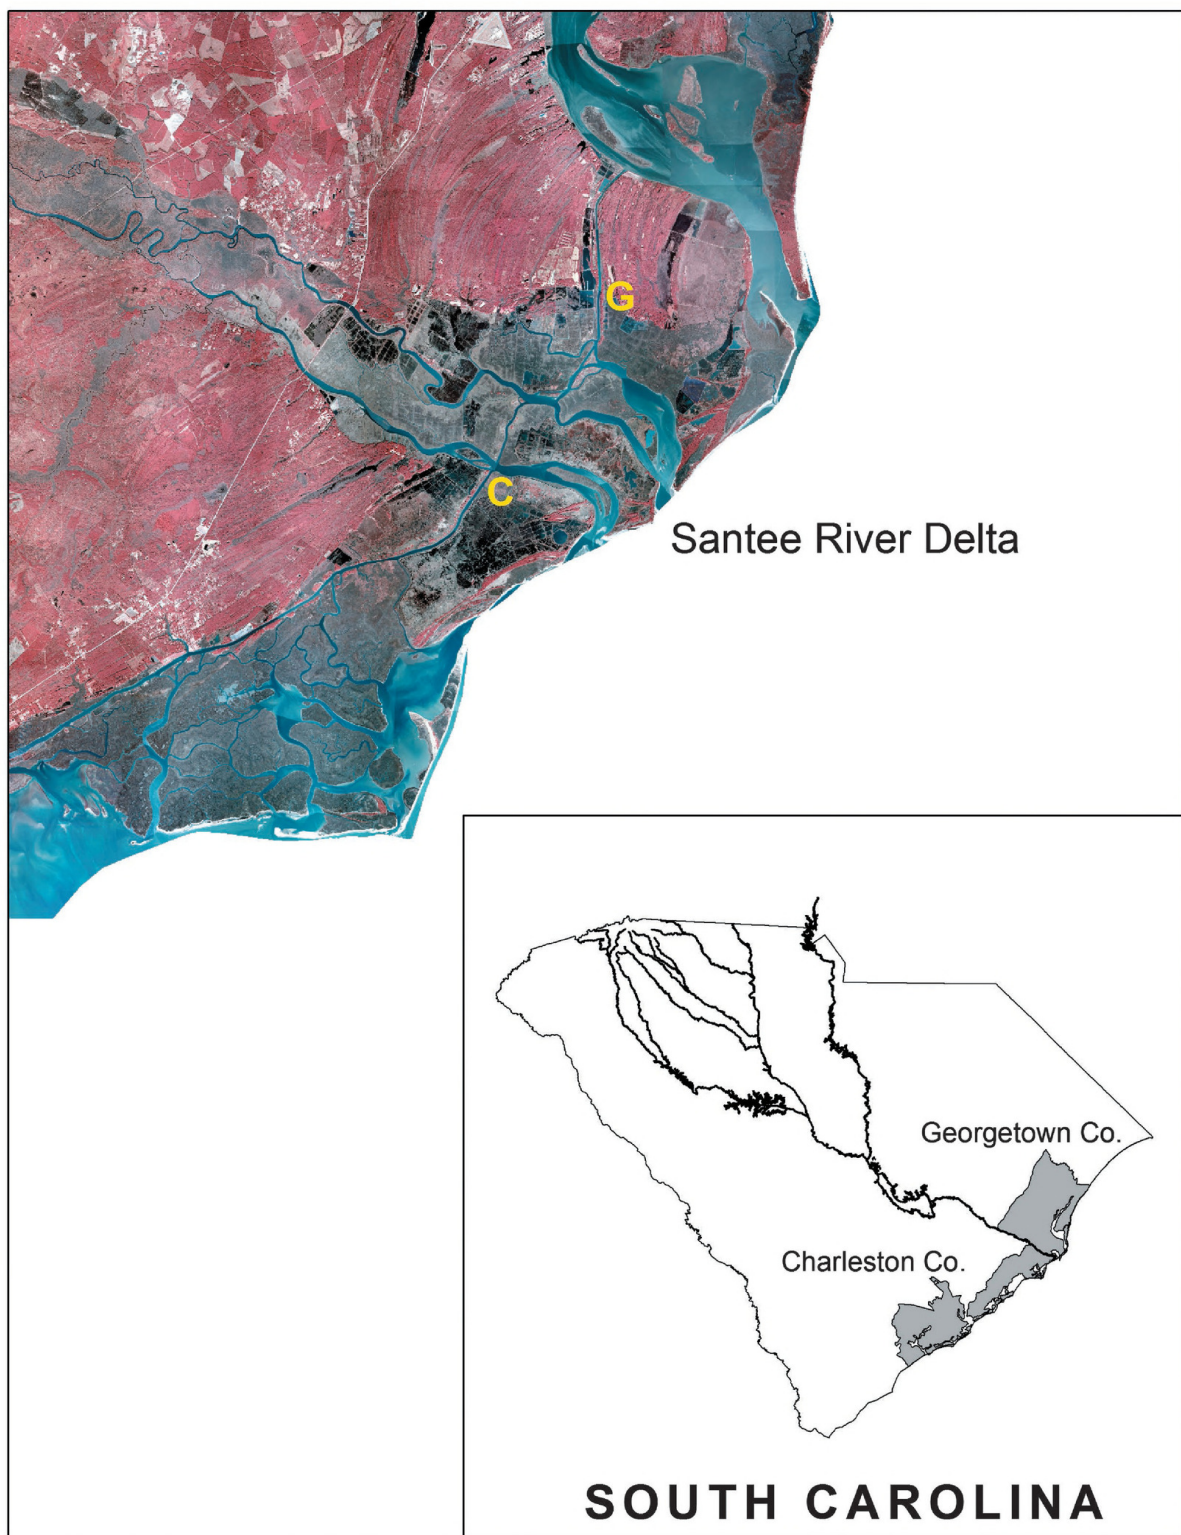 G
C
Santee River Delta
Georgetown Co.
Charleston Co.
SOUTH CAROLINA